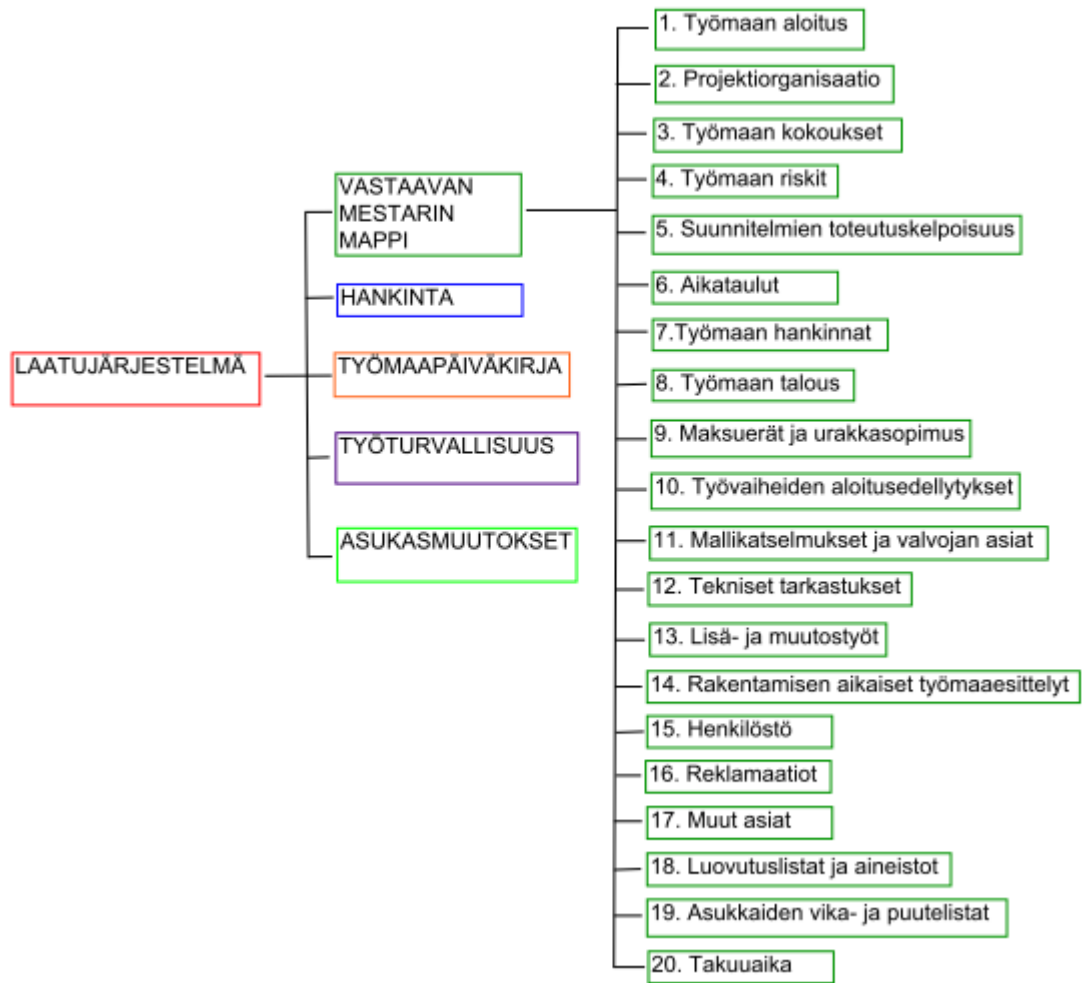 LAATUJÄRJESTELMÄ
VASTAAVAN
MESTARIN
MAPPI
HANKINTA
TYÖMAAPÄIVÄKIRJA
TYÖTURVALLISUUS
ASUKASMUUTOKSET
1. Työmaan aloitus
2. Projektiorganisaatio
3. Työmaan kokoukset
4. Työmaan riskit
5. Suunnitelmien toteutuskelpoisuus
6. Aikataulut
7.Työmaan hankinnat
8. Työmaan talous
9. Maksuerät ja urakkasopimus
10. Työvaiheiden aloitusedellytykset
11. Mallikatselmukset ja valvojan asiat
12. Tekniset tarkastukset
13. Lisä- ja muutostyöt
14. Rakentamisen aikaiset työmaaesittelyt
15. Henkilöstö
16. Reklamaatiot
17. Muut asiat
18. Luovutuslistat ja aineistot
19. Asukkaiden vika- ja puutelistat
20. Takuuaika